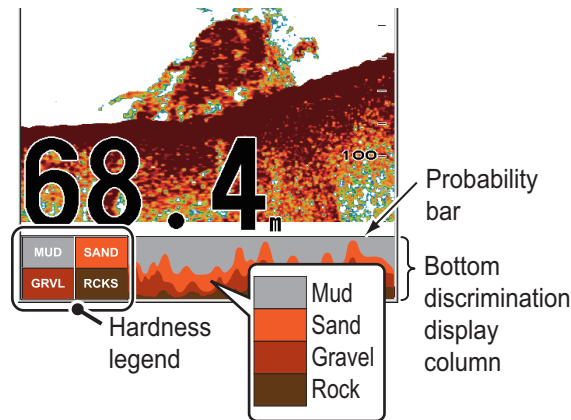 100
68.4m
Probability
bar
MUD SAND
GRVL RCKS
Mud
Sand
Gravel
Rock
Bottom
discrimination
display
column
Hardness
legend